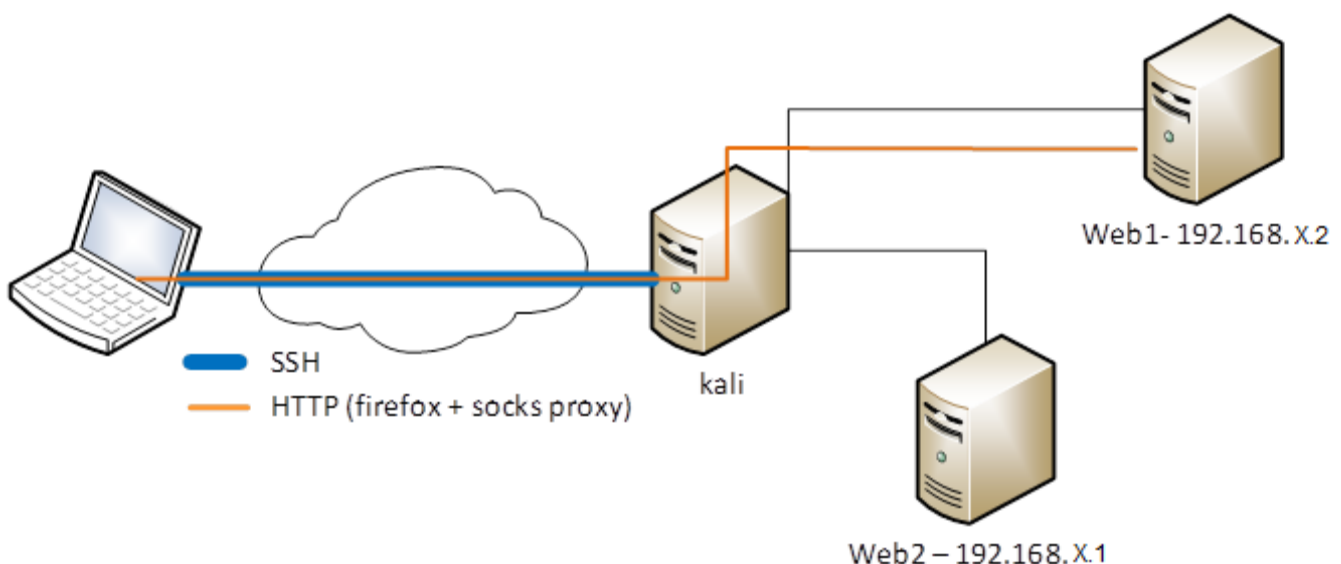 Web1- 192.168. X.2
SSH
kali
HTTP (firefox + socks proxy)
Web2 – 192.168. X.1